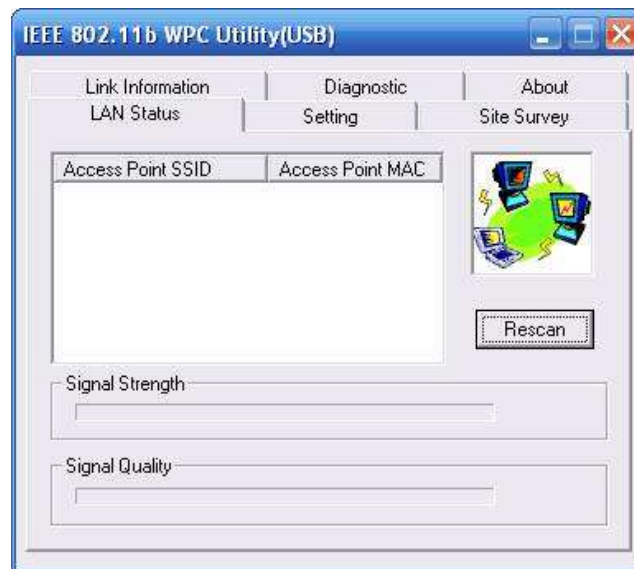 IEEE 802.11b WPC Utility(USB)
Link Information Diagnostic About
LAN Status Setting Site Survey
Access Point SSID Access Point MAC
Rescan
Signal Strength
Signal Quality